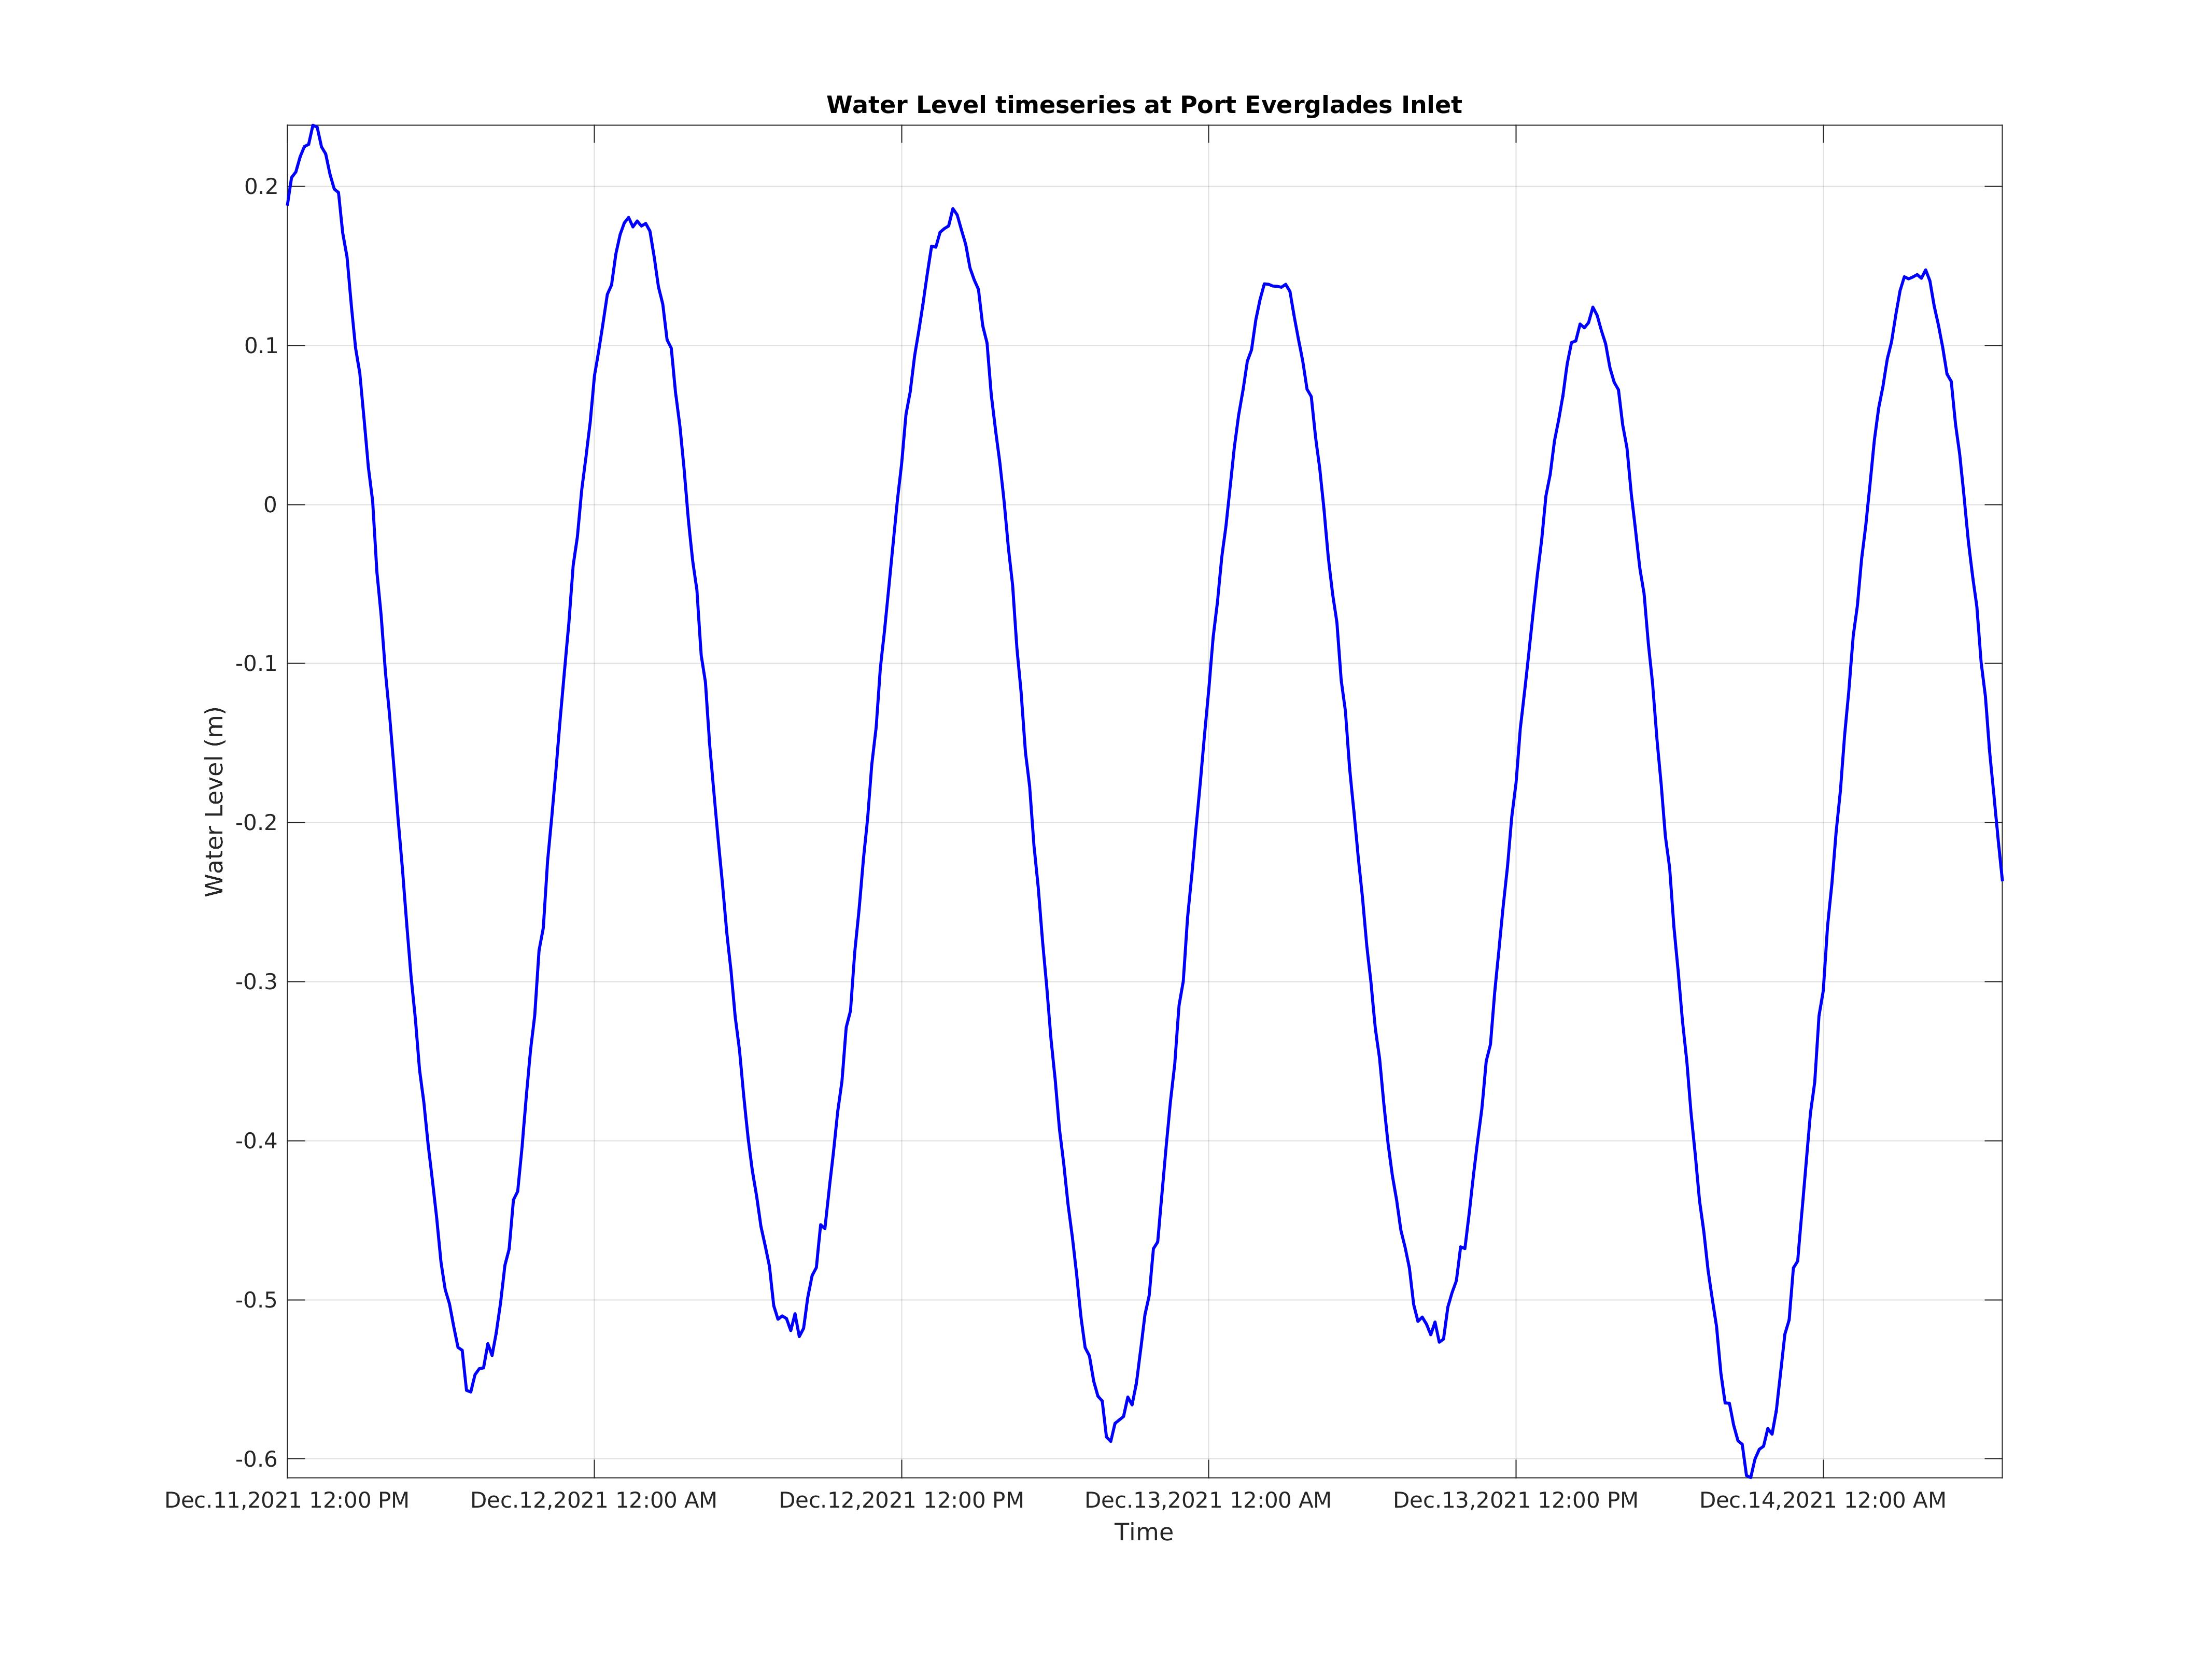 Water Level timeseries at Port Everglades Inlet
0.2
0.1
0
-0.1
-0.2
-0.3
-0.4
-0.5
-0.6
Water Level (m)
Dec.11,2021 12:00 PM Dec.12,2021 12:00 AM Dec.12,2021 12:00 PM Dec.13,2021 12:00 AM Dec.13,2021 12:00 PM Dec.14,2021 12:00 AM
Time